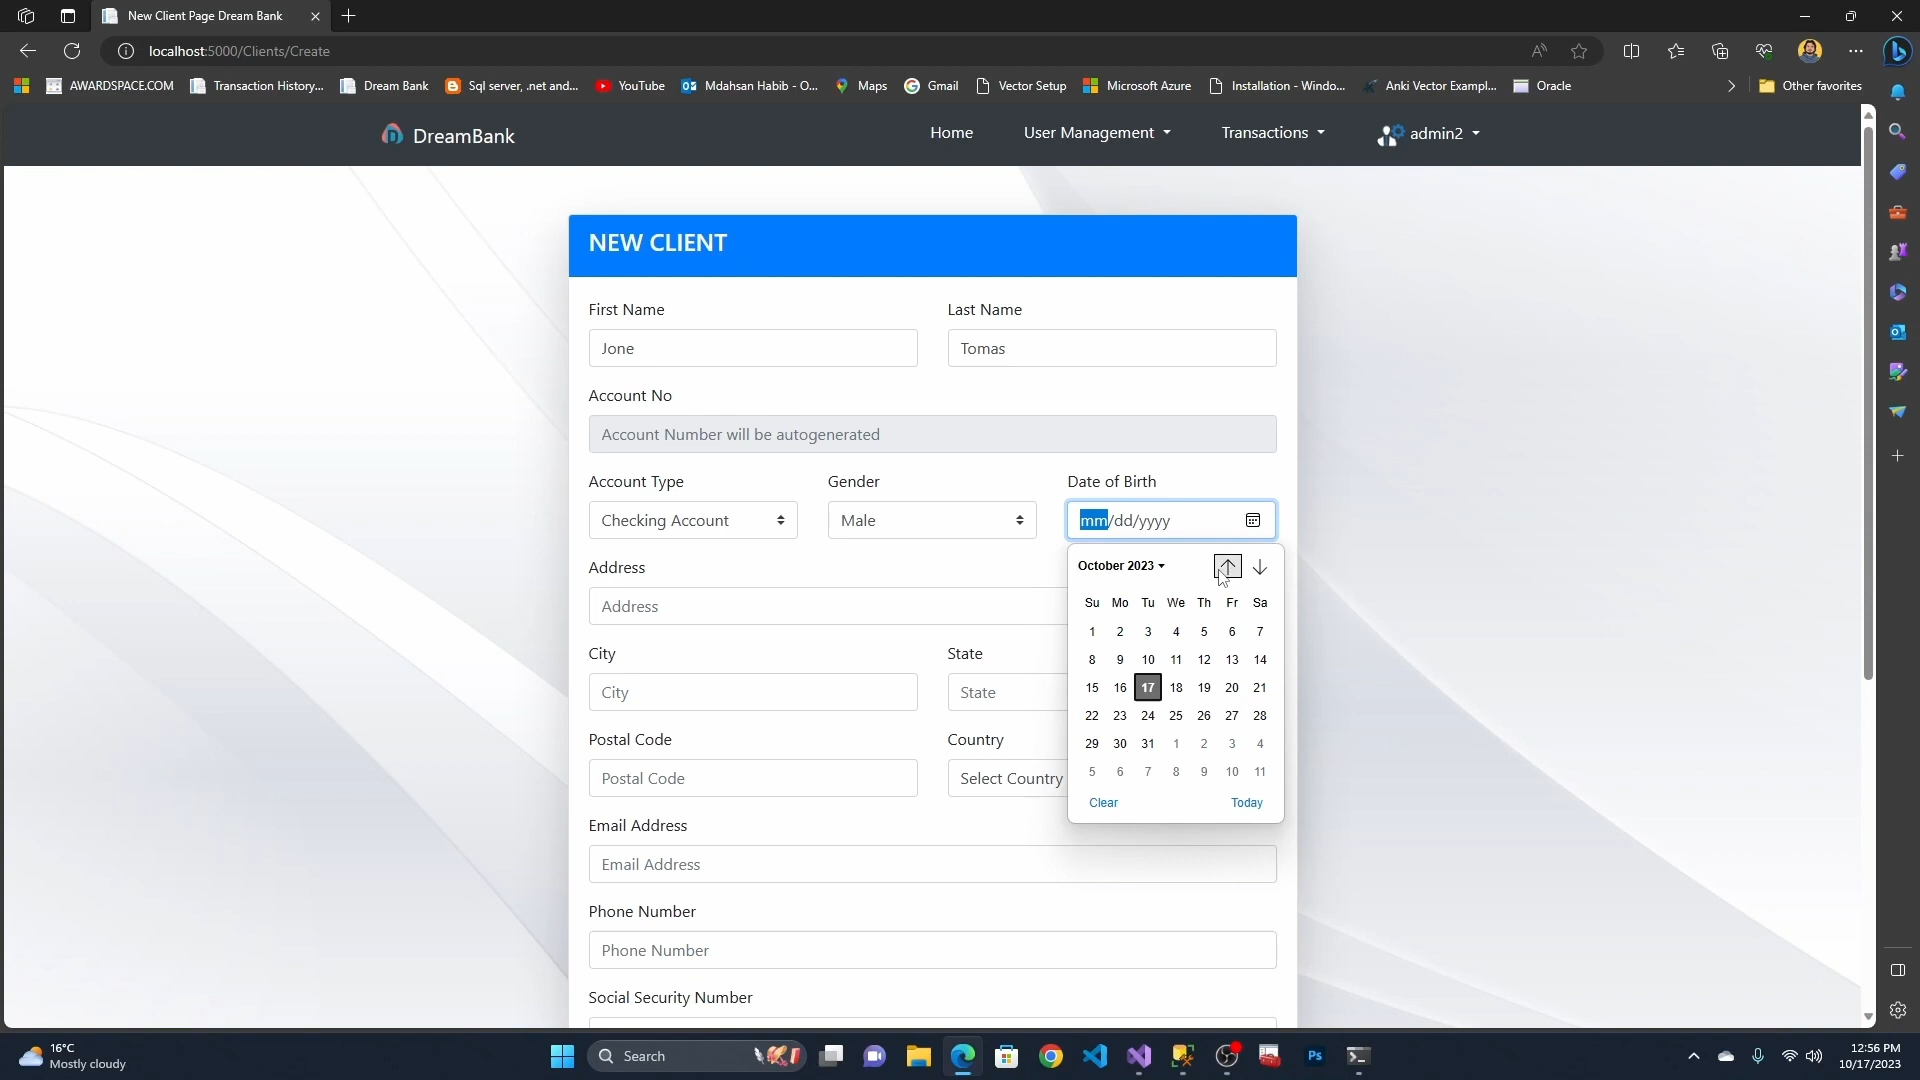 New Client Page Dream Bank
localhost:5000/Clients/Create
AWARDSPACE.COM Transaction History... Dream Bank Sql server, .net and... YouTube Mdahsan Habib - O... Maps Gmail Vector Setup Microsoft Azure Installation - Windo... Anki Vector Exampl... Oracle Other favorites
DreamBank Home User Management Transactions admin2
NEW CLIENT
First Name Last Name
Jone Tomas
Account No
Account Number will be autogenerated
Account Type Gender Date of Birth
Checking Account Male mm/dd/yyyy
October 2023
Su Mo Tu We Th Fr Sa
1 2 3 4 5 6 7
8 9 10 11 12 13 14
15 16 17 18 19 20 21
22 23 24 25 26 27 28
29 30 31 1 2 3 4
5 6 7 8 9 10 11
Clear Today
Address
Address
City State
City State
Postal Code Country
Postal Code Select Country
Email Address
Email Address
Phone Number
Phone Number
Social Security Number
16°C
Mostly cloudy
Search
Ps
12:56 PM
10/17/2023